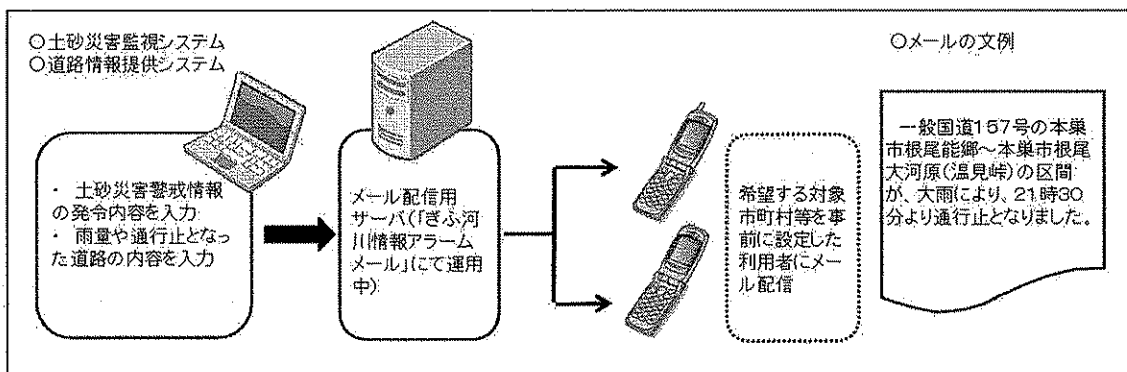 ○土砂災害監視システム
○道路情報提供システム
・ 土砂災害警戒情報
の発令内容を入力
・ 雨量や通行止となっ
た道路の内容を入力
メール配信用
サーバ(「ぎふ河
川情報アラーム
メール」にて運用
中)
希望する対象
市町村等を事
前に設定した
利用者にメー
ル配信
○メールの文例
一般国道157号の本巣
市根尾能郷~本巣市根尾
大河原(温見峠)の区間
が、大雨により、21時30
分より通行止となりました。